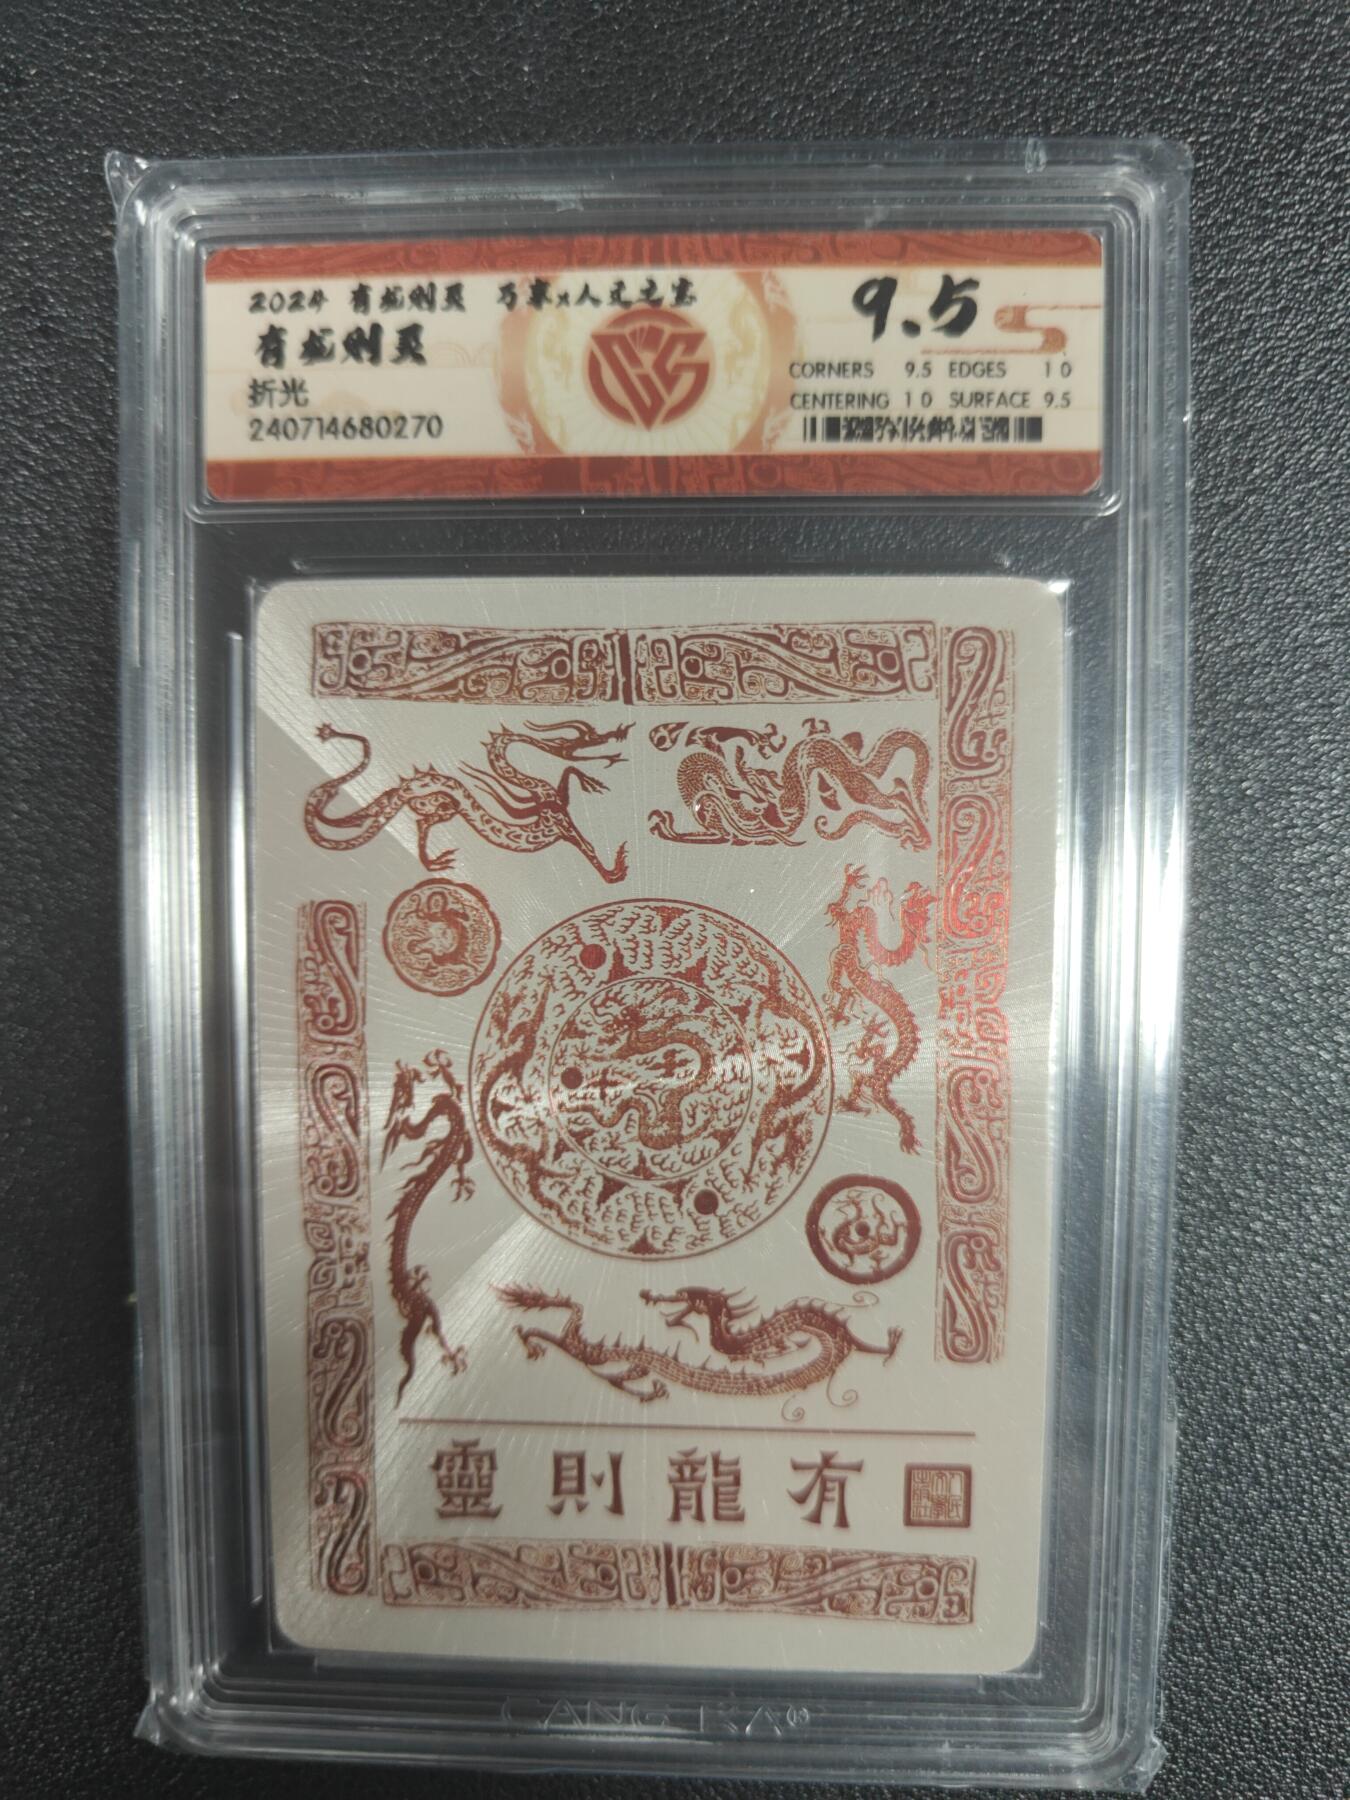 2024 有龙则灵 万享x人文之宝
有龙则灵
折光
240714680270
9.5
CORNERS 9.5 EDGES 10
CENTERING 10 SURFACE 9.5
靈則龍有
CANG KA®